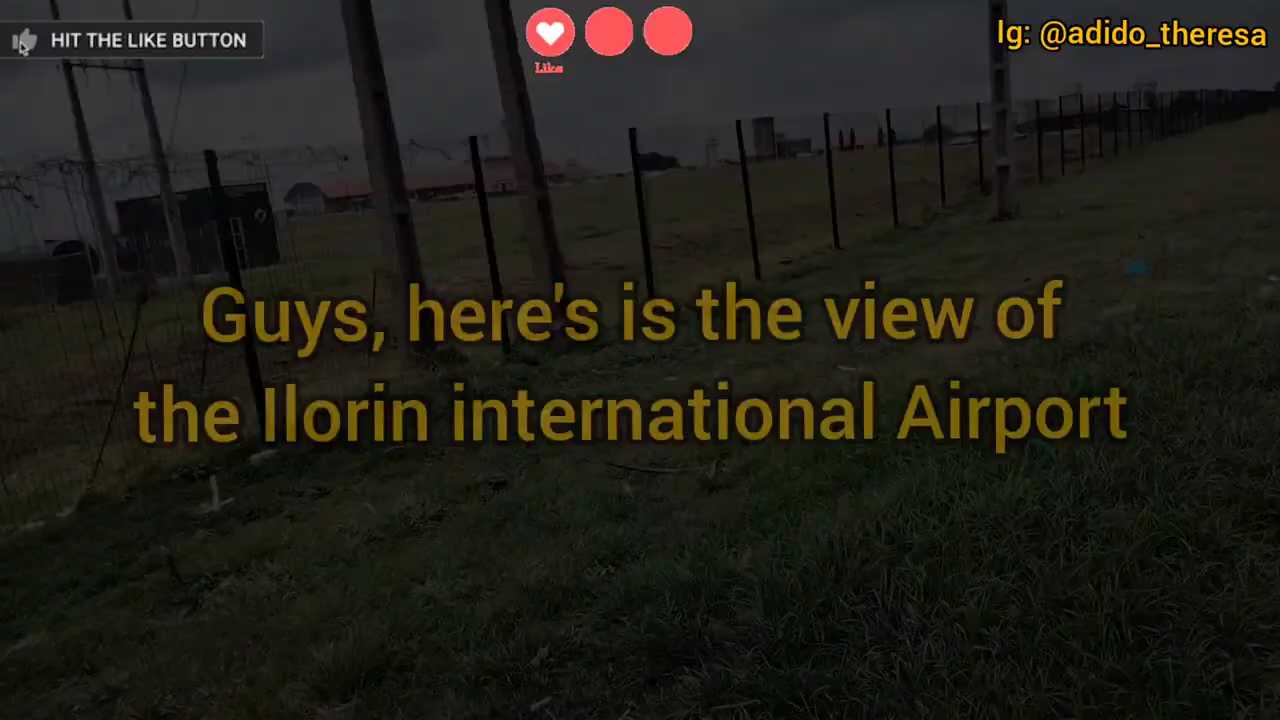 HIT THE LIKE BUTTON
Like
Ig: @adido_theresa
Guys, here's is the view of
the Ilorin international Airport